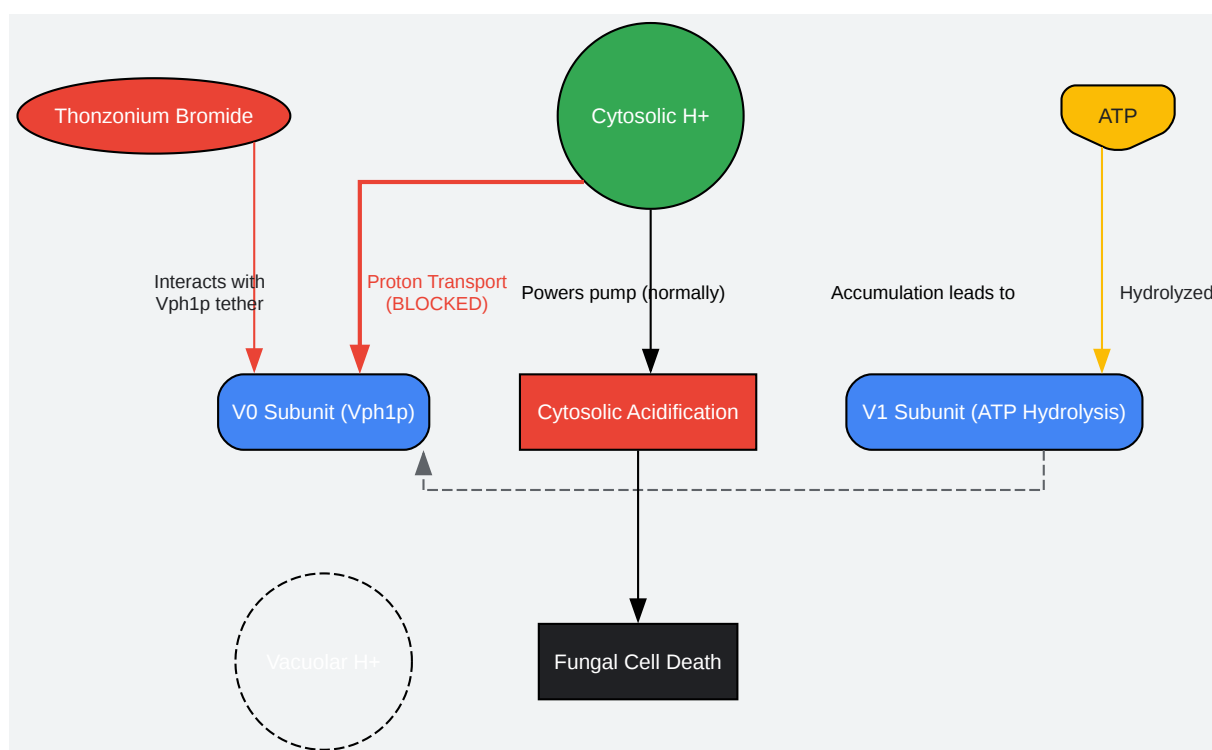 Thonzonium Bromide
Cytosolic H+
ATP
Interacts with
Vph1p tether
Proton Transport
(BLOCKED)
Powers pump (normally)
Accumulation leads to
Hydrolyzed
V0 Subunit (Vph1p)
Cytosolic Acidification
V1 Subunit (ATP Hydrolysis)
Vacuolar H+
Fungal Cell Death